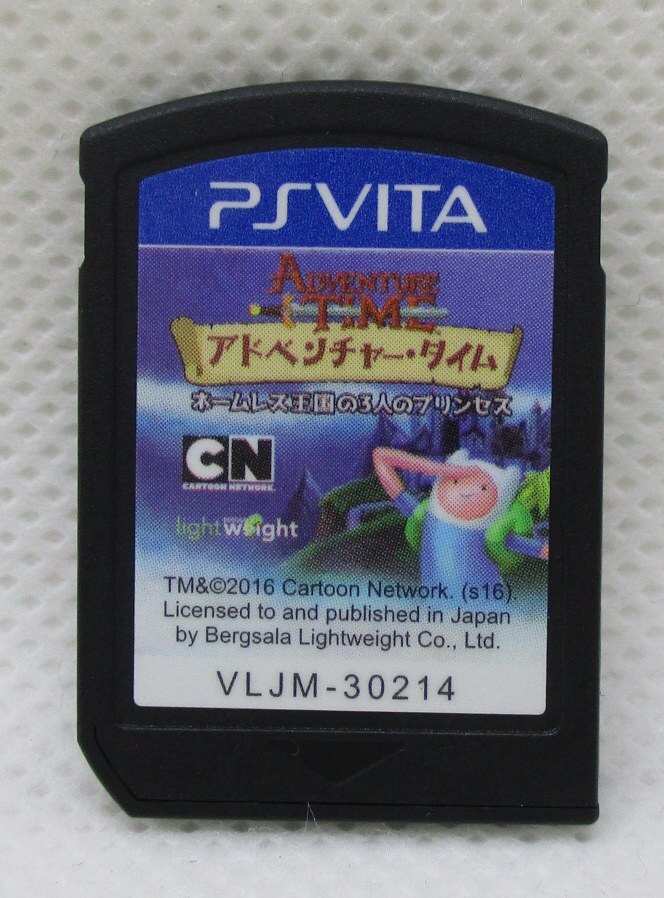 PSVITA
ADVENTURE
TIME
アドベンチャー・タイム
ネームレス王国の3人のプリンセス
CN
CARTOON NETWORK.
lightweight
TM&©2016 Cartoon Network. (s16).
Licensed to and published in Japan
by Bergsala Lightweight Co., Ltd.
VLJM-30214